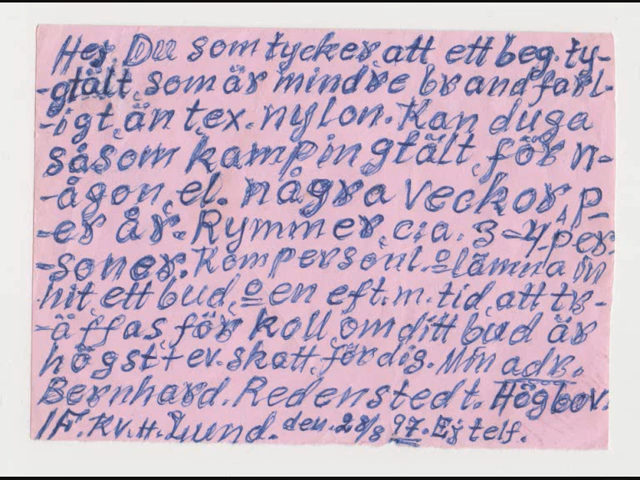 Hej. Du som tycker, att ett beg. ty-
-gtält, som är mindre brandfarl-
-igt, än tex. nylon. Kan duga
såsom kampingtält, för n-
-ågon, el. några veckor, p-
-er år. Rymmer, c:a. 3-4, per-
-soner. Kom personl. o lämna in
hit, ett bud, o en eft.m. tid, att tr-
-äffas, för koll om ditt bud är
högst, t ev. skatt, för dig. Min adr.
Bernhard. Redenstedt. Högbov.
1F. Kv.H. Lund. den. 28/8 97. Ej telf.